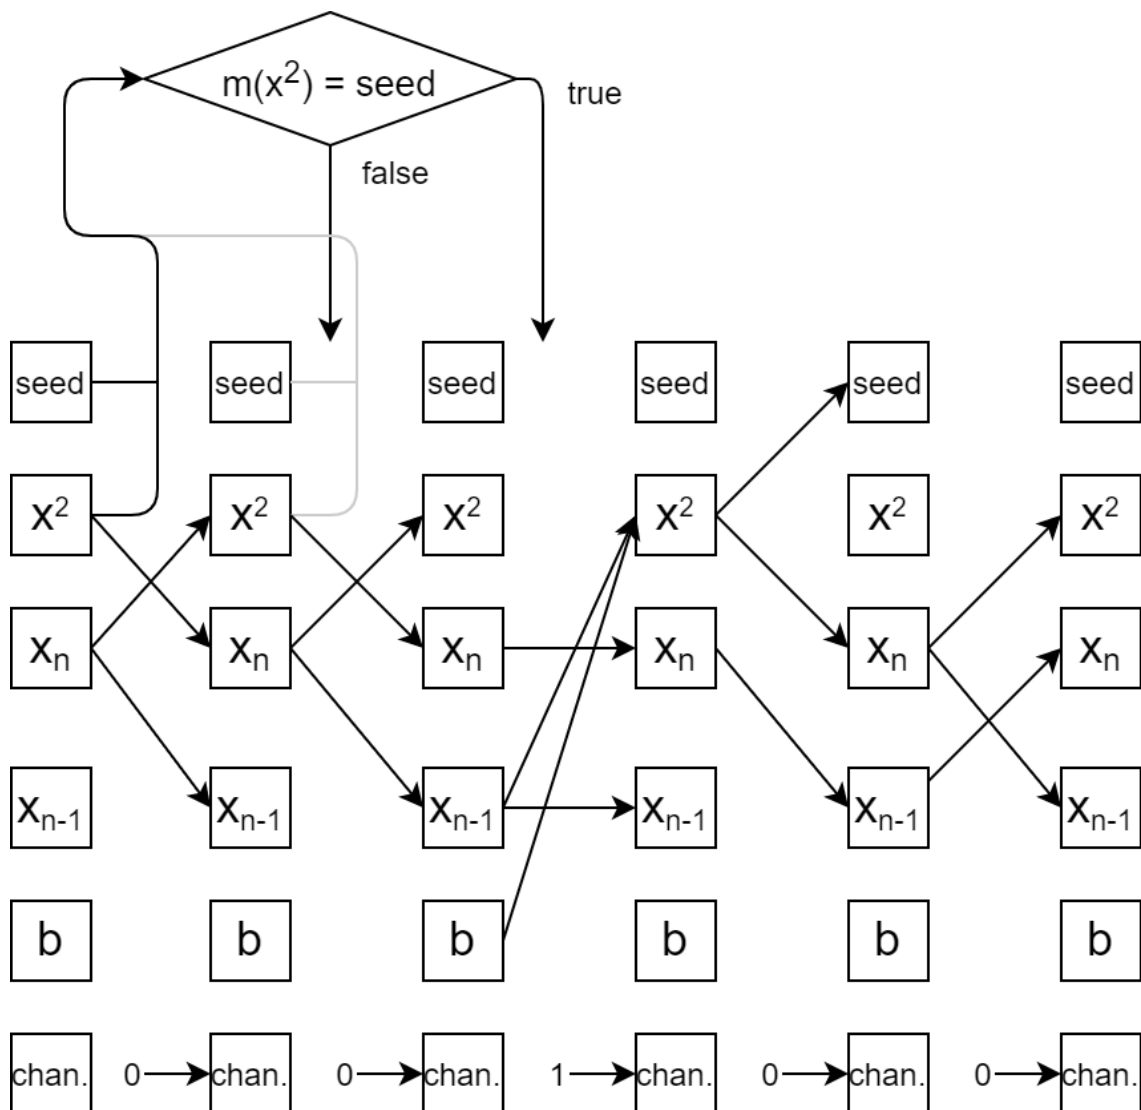 m(x²) = seed
true
false
seed seed seed seed seed seed
x² x² x² x² x² x²
xₙ xₙ xₙ xₙ xₙ xₙ
xₙ₋₁ xₙ₋₁ xₙ₋₁ xₙ₋₁ xₙ₋₁ xₙ₋₁
b b b b b b
chan. 0 chan. 0 chan. 1 chan. 0 chan. 0 chan.